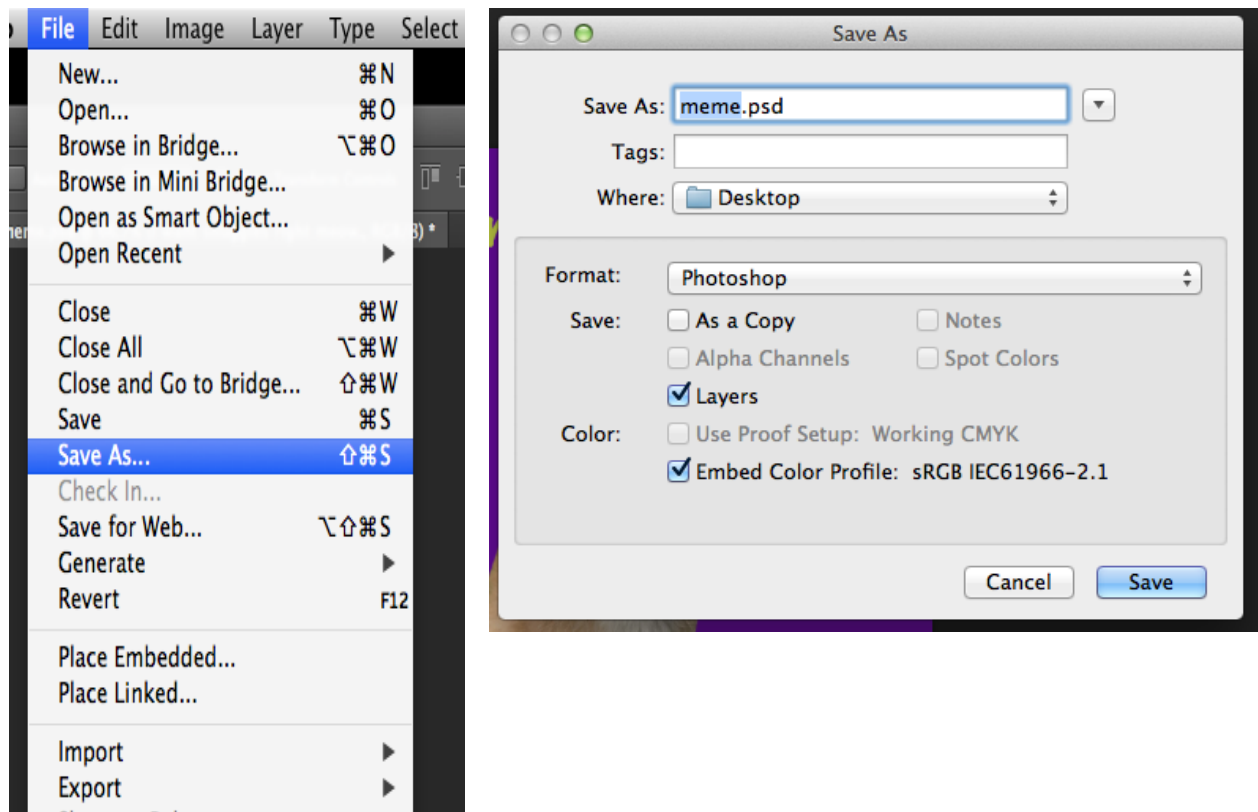 File Edit Image Layer Type Select
New... ⌘N
Open... ⌘O
Browse in Bridge... ⌥⌘O
Browse in Mini Bridge...
Open as Smart Object...
Open Recent ▶
Close ⌘W
Close All ⌥⌘W
Close and Go to Bridge... ⇧⌘W
Save ⌘S
Save As... ⇧⌘S
Check In...
Save for Web... ⌥⇧⌘S
Generate ▶
Revert F12
Place Embedded...
Place Linked...
Import ▶
Export ▶
8) *
Save As
Save As: meme.psd
Tags:
Where: Desktop
Format: Photoshop
Save: As a Copy Notes
Alpha Channels Spot Colors
Layers
Color: Use Proof Setup: Working CMYK
Embed Color Profile: sRGB IEC61966-2.1
Cancel Save